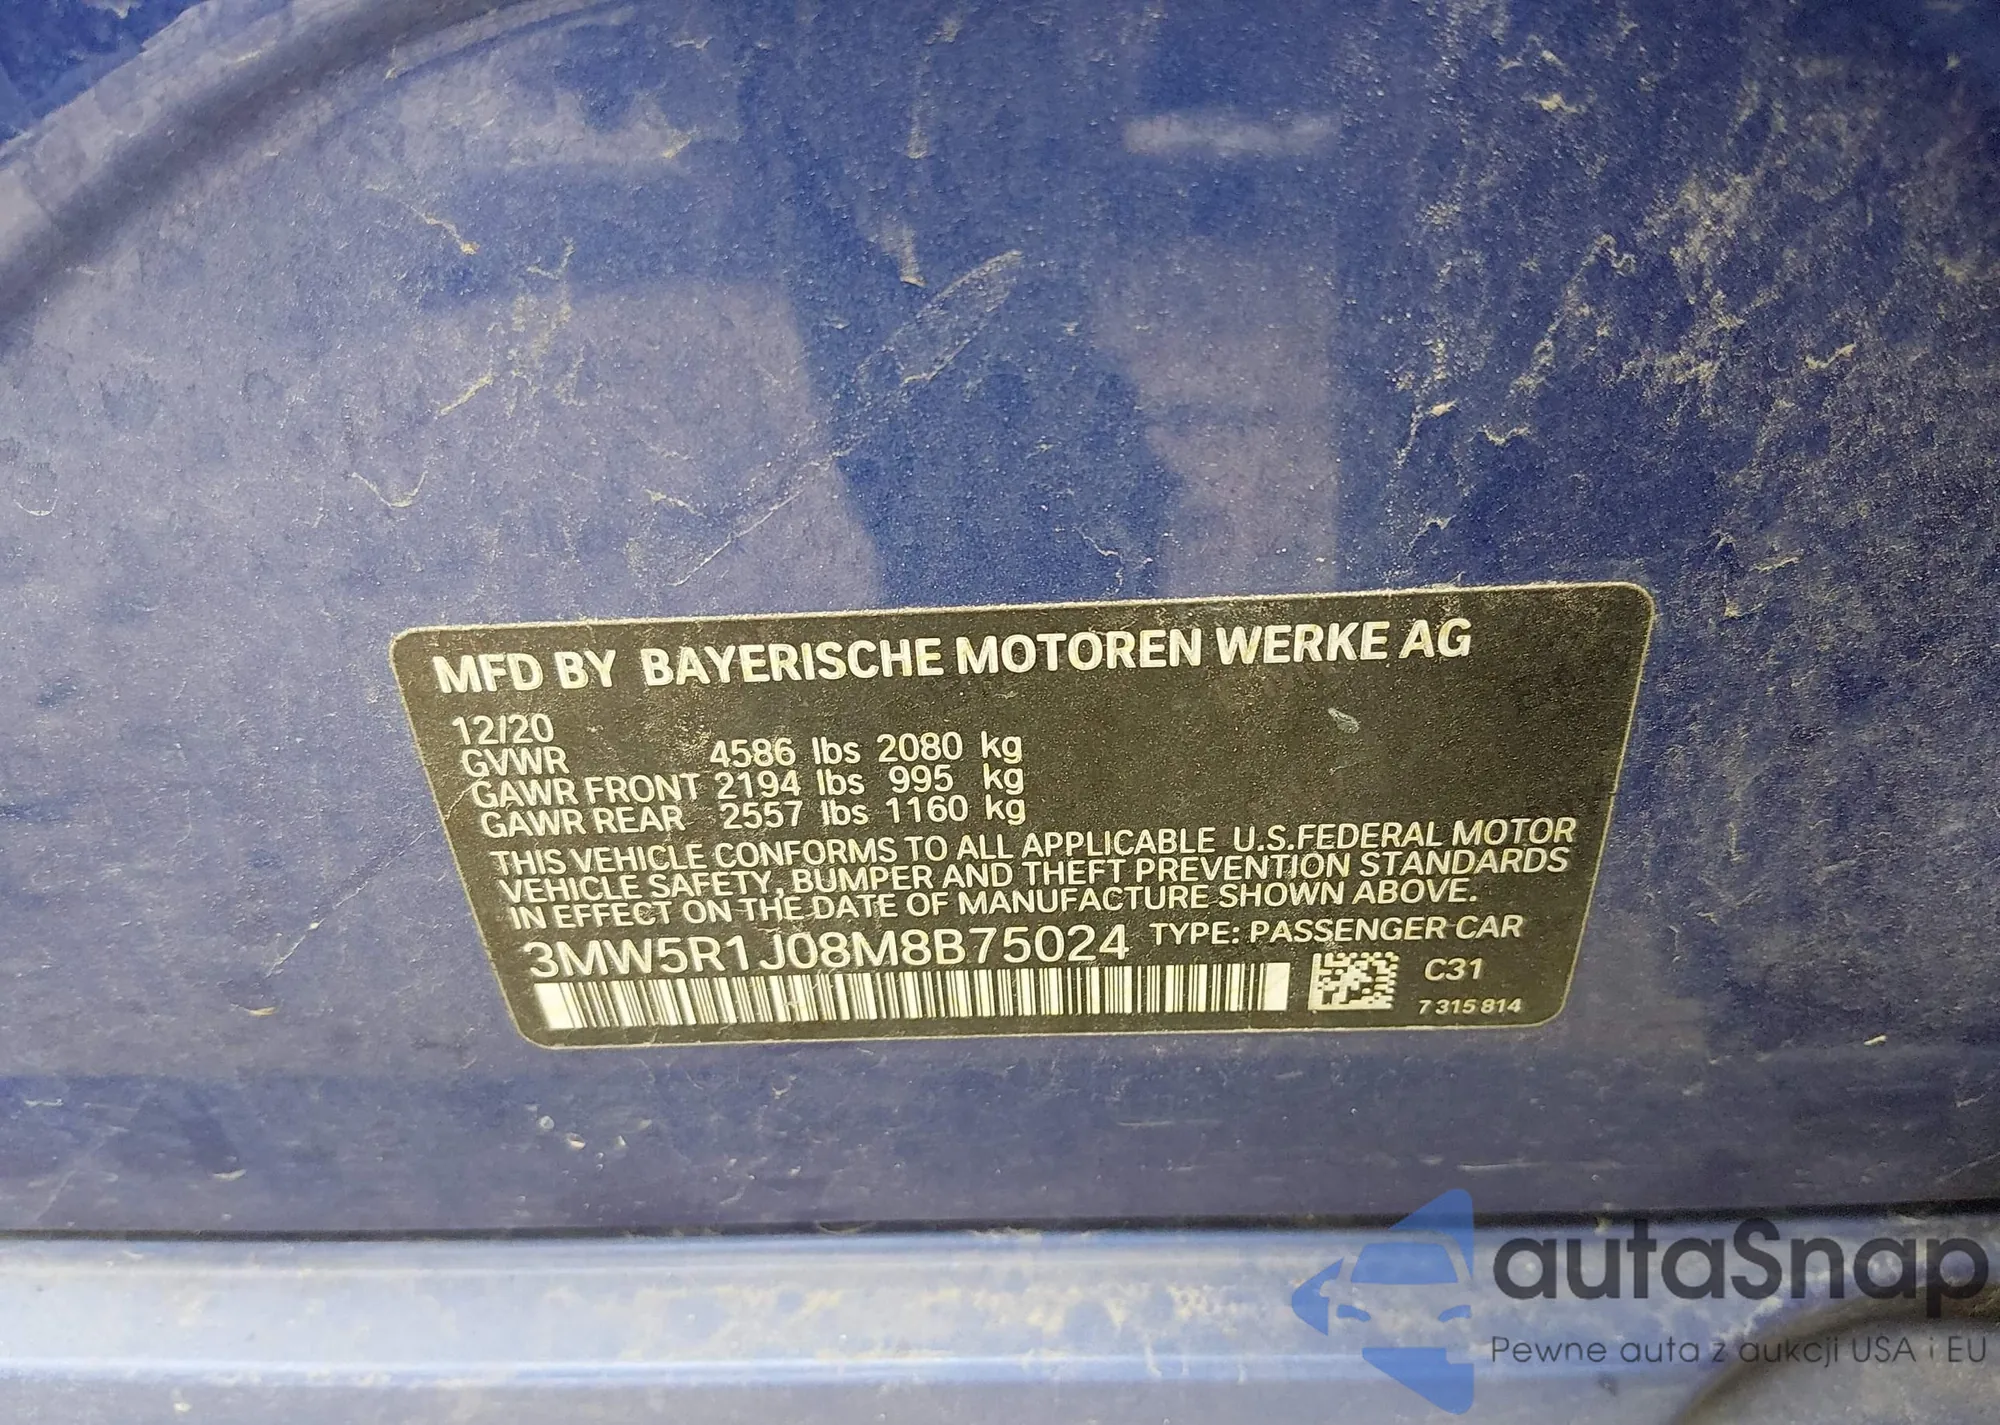 MFD BY BAYERISCHE MOTOREN WERKE AG
12/20
GVWR 4586 lbs 2080 kg
GAWR FRONT 2194 lbs 995 kg
GAWR REAR 2557 lbs 1160 kg
THIS VEHICLE CONFORMS TO ALL APPLICABLE U.S.FEDERAL MOTOR
VEHICLE SAFETY, BUMPER AND THEFT PREVENTION STANDARDS
IN EFFECT ON THE DATE OF MANUFACTURE SHOWN ABOVE.
3MW5R1J08M8B75024 TYPE: PASSENGER CAR
C31
7 315 814
autaSnap
Pewne auta z aukcji USA i EU